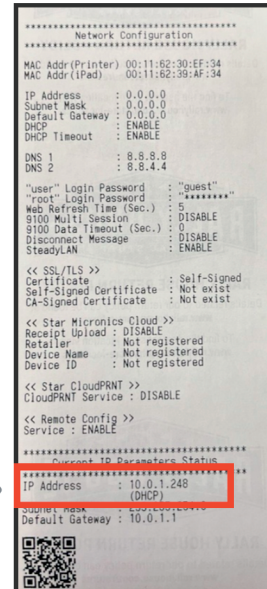 ************************************
Network Configuration
************************************
MAC Addr(Printer) 00:11:62:30:EF:34
MAC Addr(iPad) 00:11:62:39:AF:34
IP Address : 0.0.0.0
Subnet Mask : 0.0.0.0
Default Gateway : 0.0.0.0
DHCP : ENABLE
DHCP Timeout : ENABLE
DNS 1 : 8.8.8.8
DNS 2 : 8.8.4.4
"user" Login Password : "guest"
"root" Login Password : "********"
Web Refresh Time (Sec.) : 5
9100 Multi Session : DISABLE
9100 Data Timeout (Sec.) : 0
Disconnect Message : DISABLE
SteadyLAN : ENABLE
<< SSL/TLS >>
Certificate : Self-Signed
Self-Signed Certificate : Not exist
CA-Signed Certificate : Not exist
<< Star Micronics Cloud >>
Receipt Upload : DISABLE
Retailer : Not registered
Device Name : Not registered
Device ID : Not registered
<< Star CloudPRNT >>
CloudPRNT Service : DISABLE
<< Remote Config >>
Service : ENABLE
************************************
Current IP Parameters Status
************************************
IP Address : 10.0.1.248
(DHCP)
Subnet Mask :
Default Gateway : 10.0.1.1